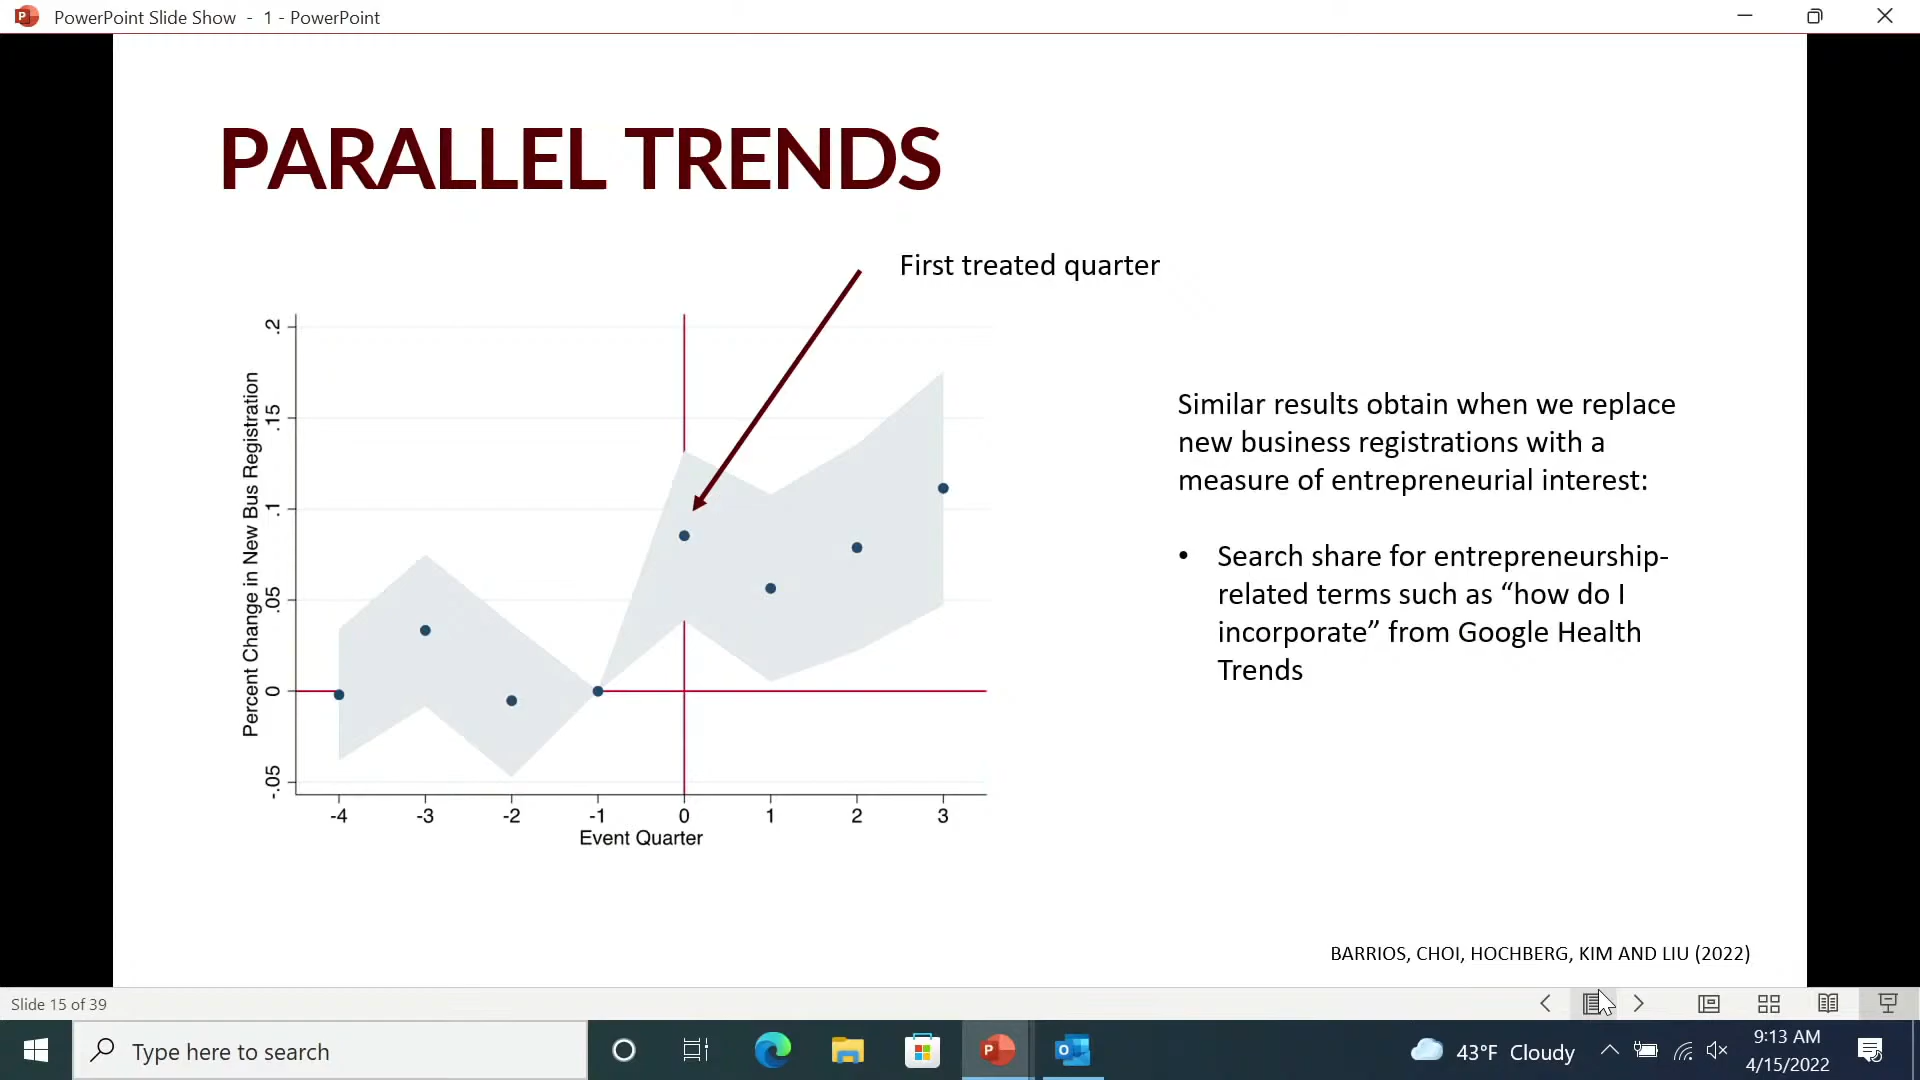 PowerPoint Slide Show - 1 - PowerPoint
PARALLEL TRENDS
First treated quarter
Percent Change in New Bus Registration
.2
.15
.1
.05
0
-.05
-4 -3 -2 -1 0 1 2 3
Event Quarter
Similar results obtain when we replace
new business registrations with a
measure of entrepreneurial interest:
• Search share for entrepreneurship-
related terms such as “how do I
incorporate” from Google Health
Trends
BARRIOS, CHOI, HOCHBERG, KIM AND LIU (2022)
Slide 15 of 39
Type here to search
43°F Cloudy
9:13 AM
4/15/2022